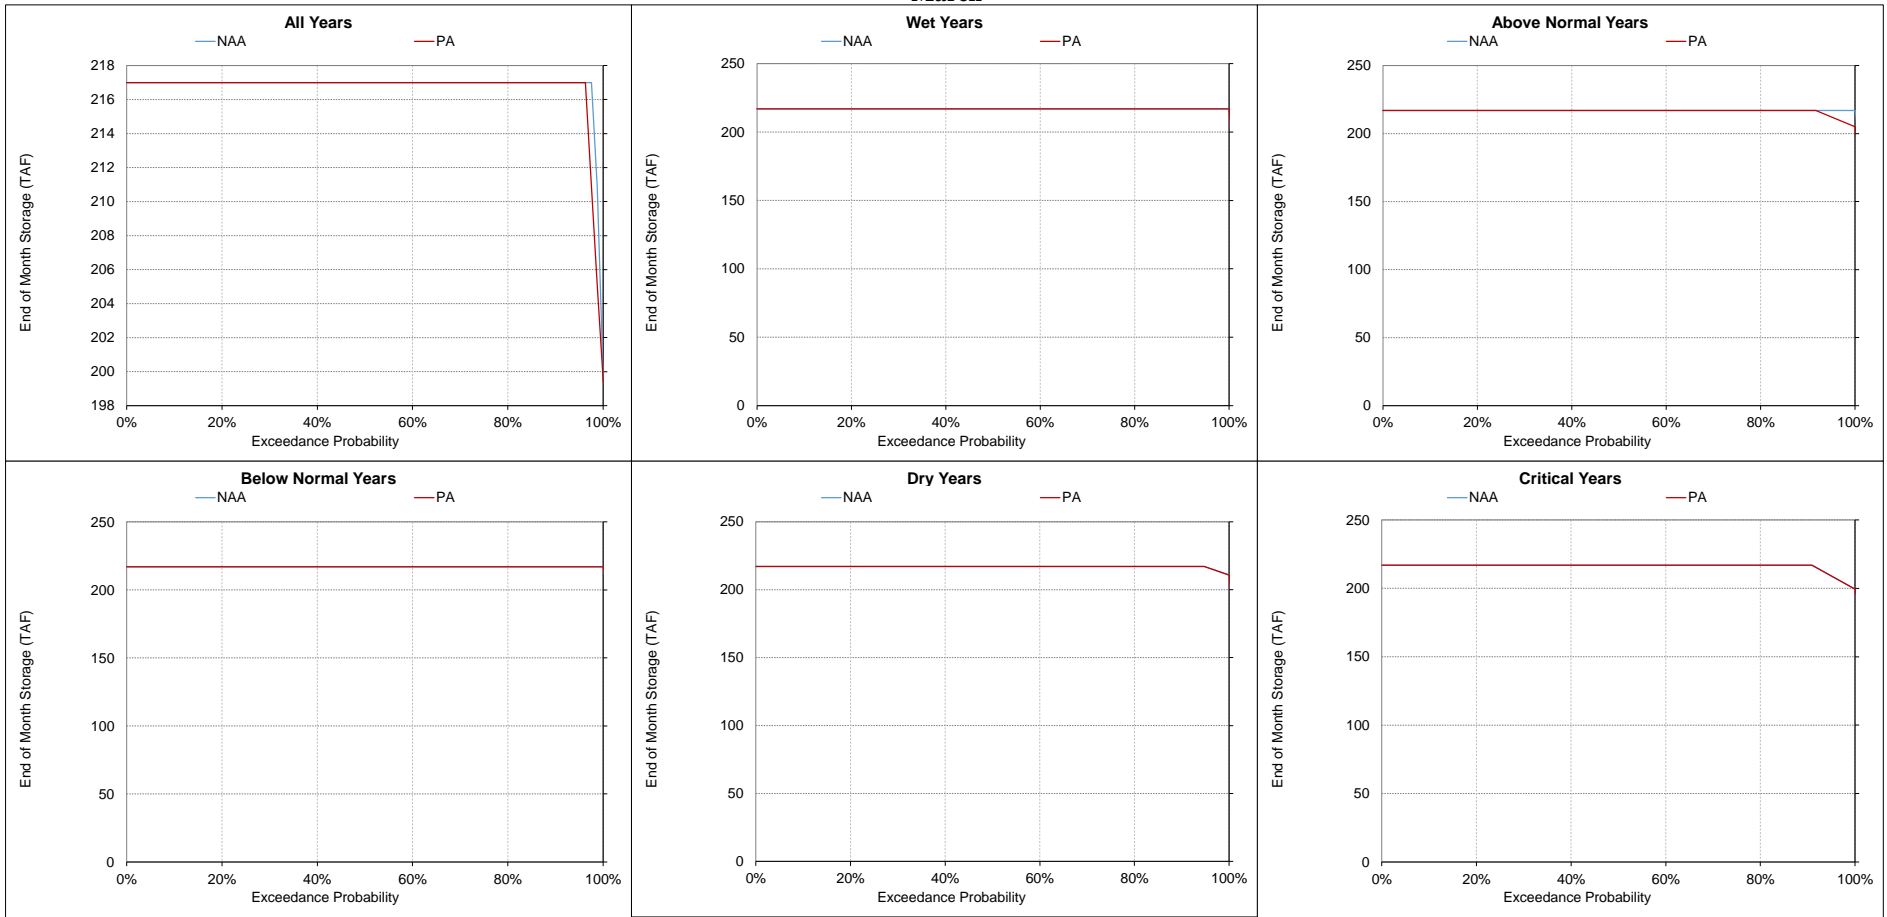 All Years
NAA PA
218
216
214
212
210
208
206
204
202
200
198
0% 20% 40% 60% 80% 100%
Exceedance Probability
End of Month Storage (TAF)
Wet Years
NAA PA
250
200
150
100
50
0
0% 20% 40% 60% 80% 100%
Exceedance Probability
End of Month Storage (TAF)
Above Normal Years
NAA PA
250
200
150
100
50
0
0% 20% 40% 60% 80% 100%
Exceedance Probability
End of Month Storage (TAF)
Below Normal Years
NAA PA
250
200
150
100
50
0
0% 20% 40% 60% 80% 100%
Exceedance Probability
End of Month Storage (TAF)
Dry Years
NAA PA
250
200
150
100
50
0
0% 20% 40% 60% 80% 100%
Exceedance Probability
End of Month Storage (TAF)
Critical Years
NAA PA
250
200
150
100
50
0
0% 20% 40% 60% 80% 100%
Exceedance Probability
End of Month Storage (TAF)